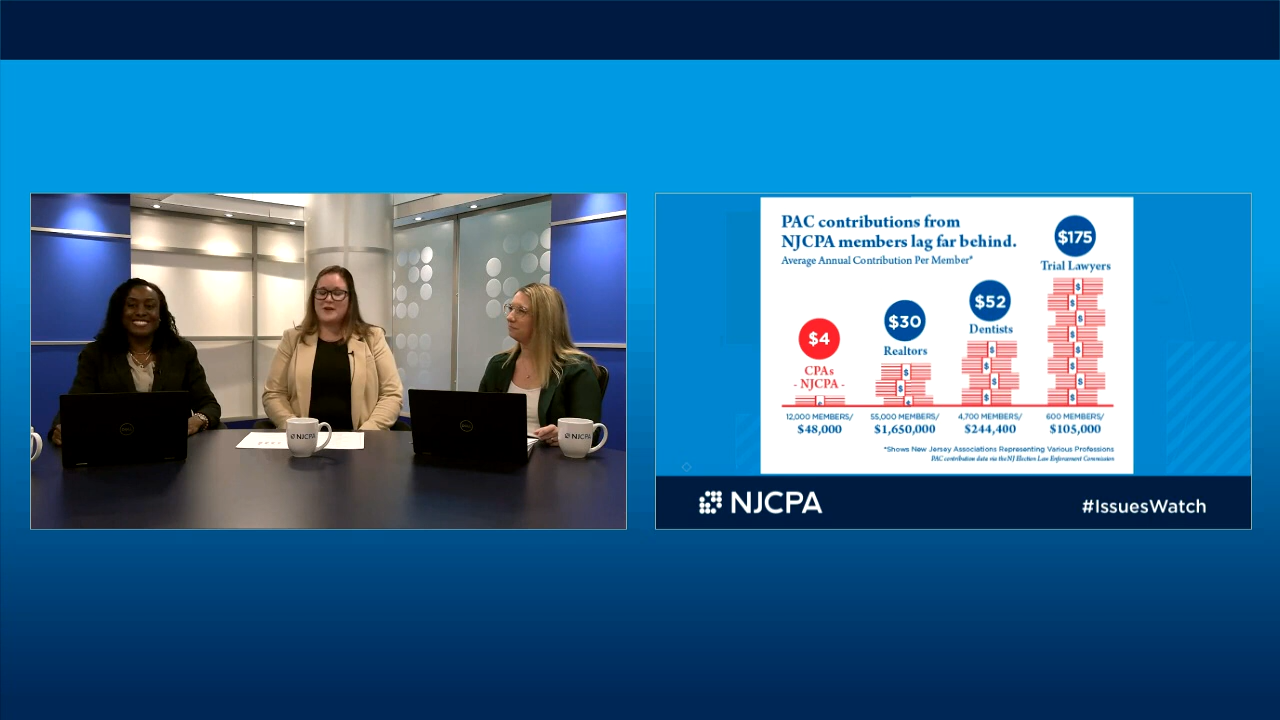 PAC contributions from
NJCPA members lag far behind.
Average Annual Contribution Per Member*
$4
CPAs
- NJCPA -
12,000 MEMBERS/
$48,000
$30
Realtors
55,000 MEMBERS/
$1,650,000
$52
Dentists
4,700 MEMBERS/
$244,400
$175
Trial Lawyers
600 MEMBERS/
$105,000
*Shows New Jersey Associations Representing Various Professions
PAC contribution data via the NJ Election Law Enforcement Commission
NJCPA
#IssuesWatch
NJCPA
NJCPA